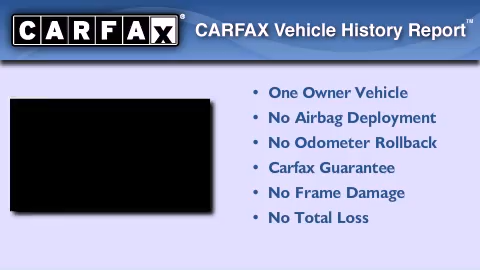 CARFAX® CARFAX Vehicle History Report™
• One Owner Vehicle
• No Airbag Deployment
• No Odometer Rollback
• Carfax Guarantee
• No Frame Damage
• No Total Loss